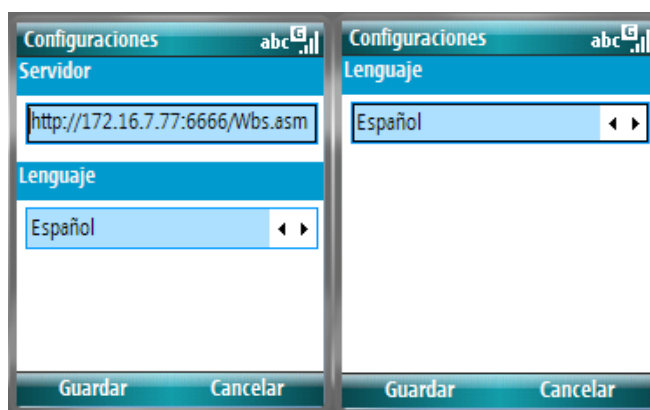 Configuraciones abc G
Servidor
http://172.16.7.77:6666/Wbs.asm
Lenguaje
Español
Guardar Cancelar
Configuraciones abc G
Lenguaje
Español
Guardar Cancelar